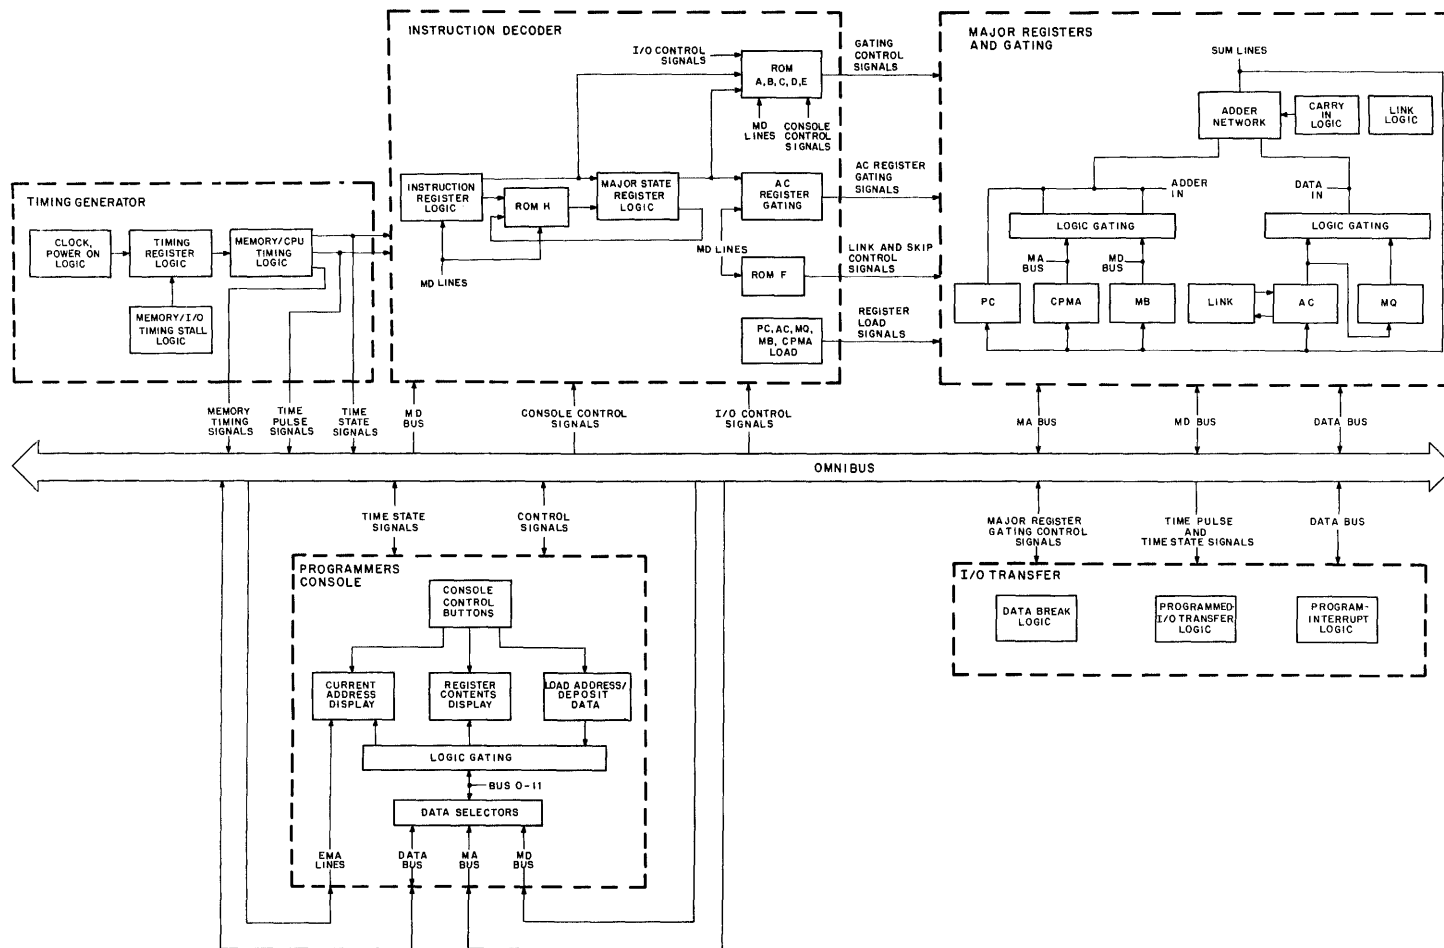 INSTRUCTION DECODER
I/O CONTROL
SIGNALS
ROM
A,B,C,D,E
MD
LINES
CONSOLE
CONTROL
SIGNALS
INSTRUCTION
REGISTER
LOGIC
ROM H
MAJOR STATE
REGISTER
LOGIC
AC
REGISTER
GATING
MD LINES
MD LINES
ROM F
PC, AC, MQ,
MB, CPMA
LOAD
GATING
CONTROL
SIGNALS
AC REGISTER
GATING
SIGNALS
LINK AND SKIP
CONTROL
SIGNALS
REGISTER
LOAD
SIGNALS
MAJOR REGISTERS
AND GATING
SUM LINES
ADDER
NETWORK
CARRY
IN
LOGIC
LINK
LOGIC
ADDER
IN
DATA
IN
LOGIC GATING
LOGIC GATING
MA
BUS
MD
BUS
PC
CPMA
MB
LINK
AC
MQ
TIMING GENERATOR
CLOCK,
POWER ON
LOGIC
TIMING
REGISTER
LOGIC
MEMORY/CPU
TIMING
LOGIC
MEMORY/I/O
TIMING STALL
LOGIC
MEMORY
TIMING
SIGNALS
TIME
PULSE
SIGNALS
TIME
STATE
SIGNALS
MD
BUS
CONSOLE CONTROL
SIGNALS
I/O CONTROL
SIGNALS
MA BUS
MD BUS
DATA BUS
OMNIBUS
TIME STATE
SIGNALS
CONTROL
SIGNALS
MAJOR REGISTER
GATING CONTROL
SIGNALS
TIME PULSE
AND
TIME STATE SIGNALS
DATA BUS
PROGRAMMERS
CONSOLE
CONSOLE
CONTROL
BUTTONS
CURRENT
ADDRESS
DISPLAY
REGISTER
CONTENTS
DISPLAY
LOAD ADDRESS/
DEPOSIT
DATA
LOGIC GATING
BUS 0-11
DATA SELECTORS
EMA
LINES
DATA
BUS
MA
BUS
MD
BUS
I/O TRANSFER
DATA BREAK
LOGIC
PROGRAMMED-
I/O TRANSFER
LOGIC
PROGRAM-
INTERRUPT
LOGIC